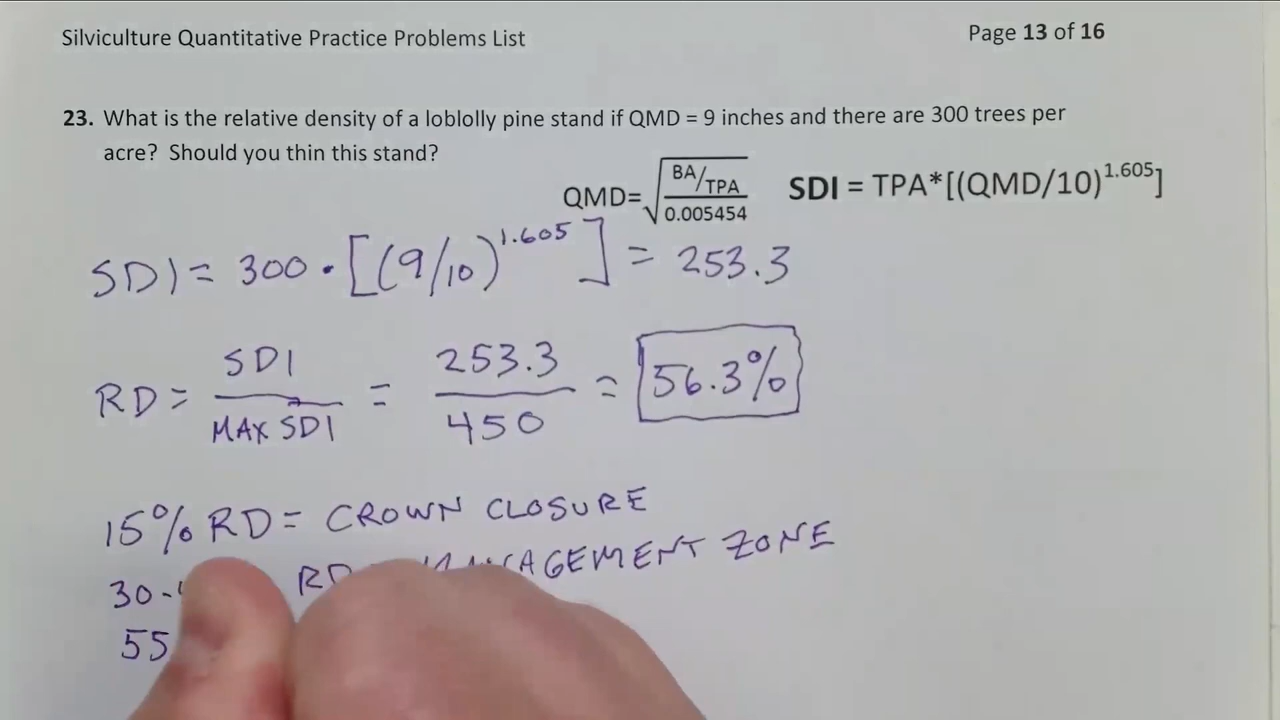 Silviculture Quantitative Practice Problems List
Page 13 of 16
23. What is the relative density of a loblolly pine stand if QMD = 9 inches and there are 300 trees per
acre? Should you thin this stand?
QMD=√((BA/TPA)/0.005454) SDI = TPA*[(QMD/10)^1.605]
SDI = 300 • [(9/10)^1.605] = 253.3
RD = SDI / MAX SDI = 253.3 / 450 = 56.3%
15% RD = CROWN CLOSURE
30- RD ZONE
55